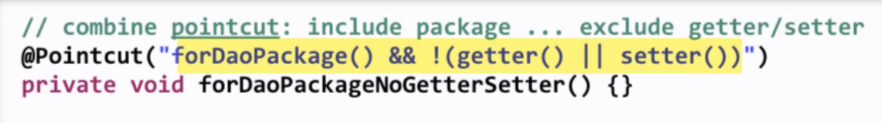 // combine pointcut: include package ... exclude getter/setter
@Pointcut("forDaoPackage() && !(getter() || setter())")
private void forDaoPackageNoGetterSetter() {}